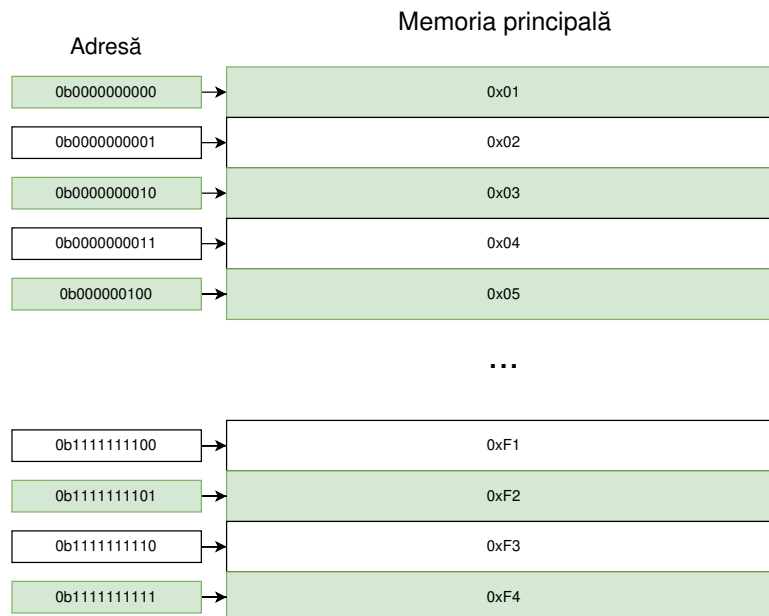 Memoria principală
Adresă
0b0000000000 0x01
0b0000000001 0x02
0b0000000010 0x03
0b0000000011 0x04
0b000000100 0x05
...
0b1111111100 0xF1
0b1111111101 0xF2
0b1111111110 0xF3
0b1111111111 0xF4